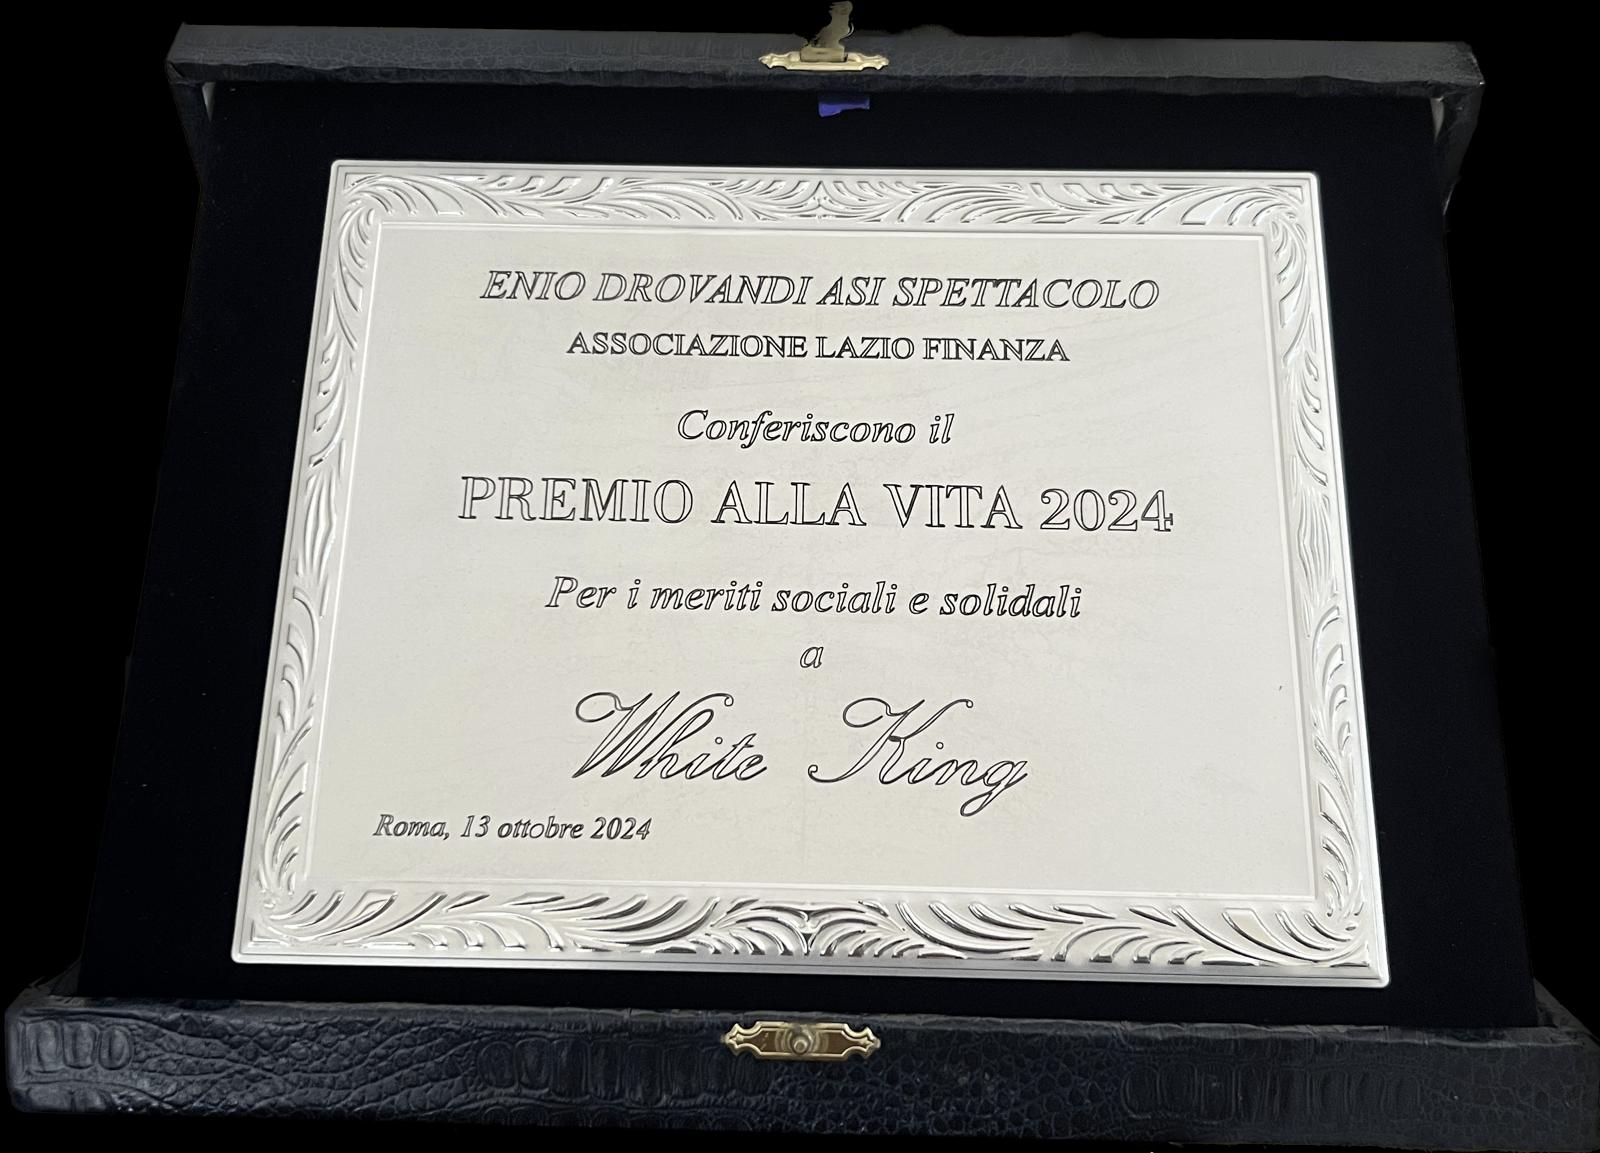 ENIO DROVANDI ASI SPETTACOLO
ASSOCIAZIONE LAZIO FINANZA
Conferiscono il
PREMIO ALLA VITA 2024
Per i meriti sociali e solidali
a
White King
Roma, 13 ottobre 2024